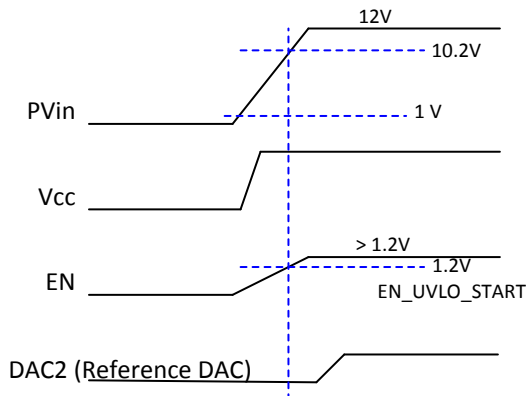 12V
10.2V
PVin
1 V
Vcc
> 1.2V
1.2V
EN
EN_UVLO_START
DAC2 (Reference DAC)